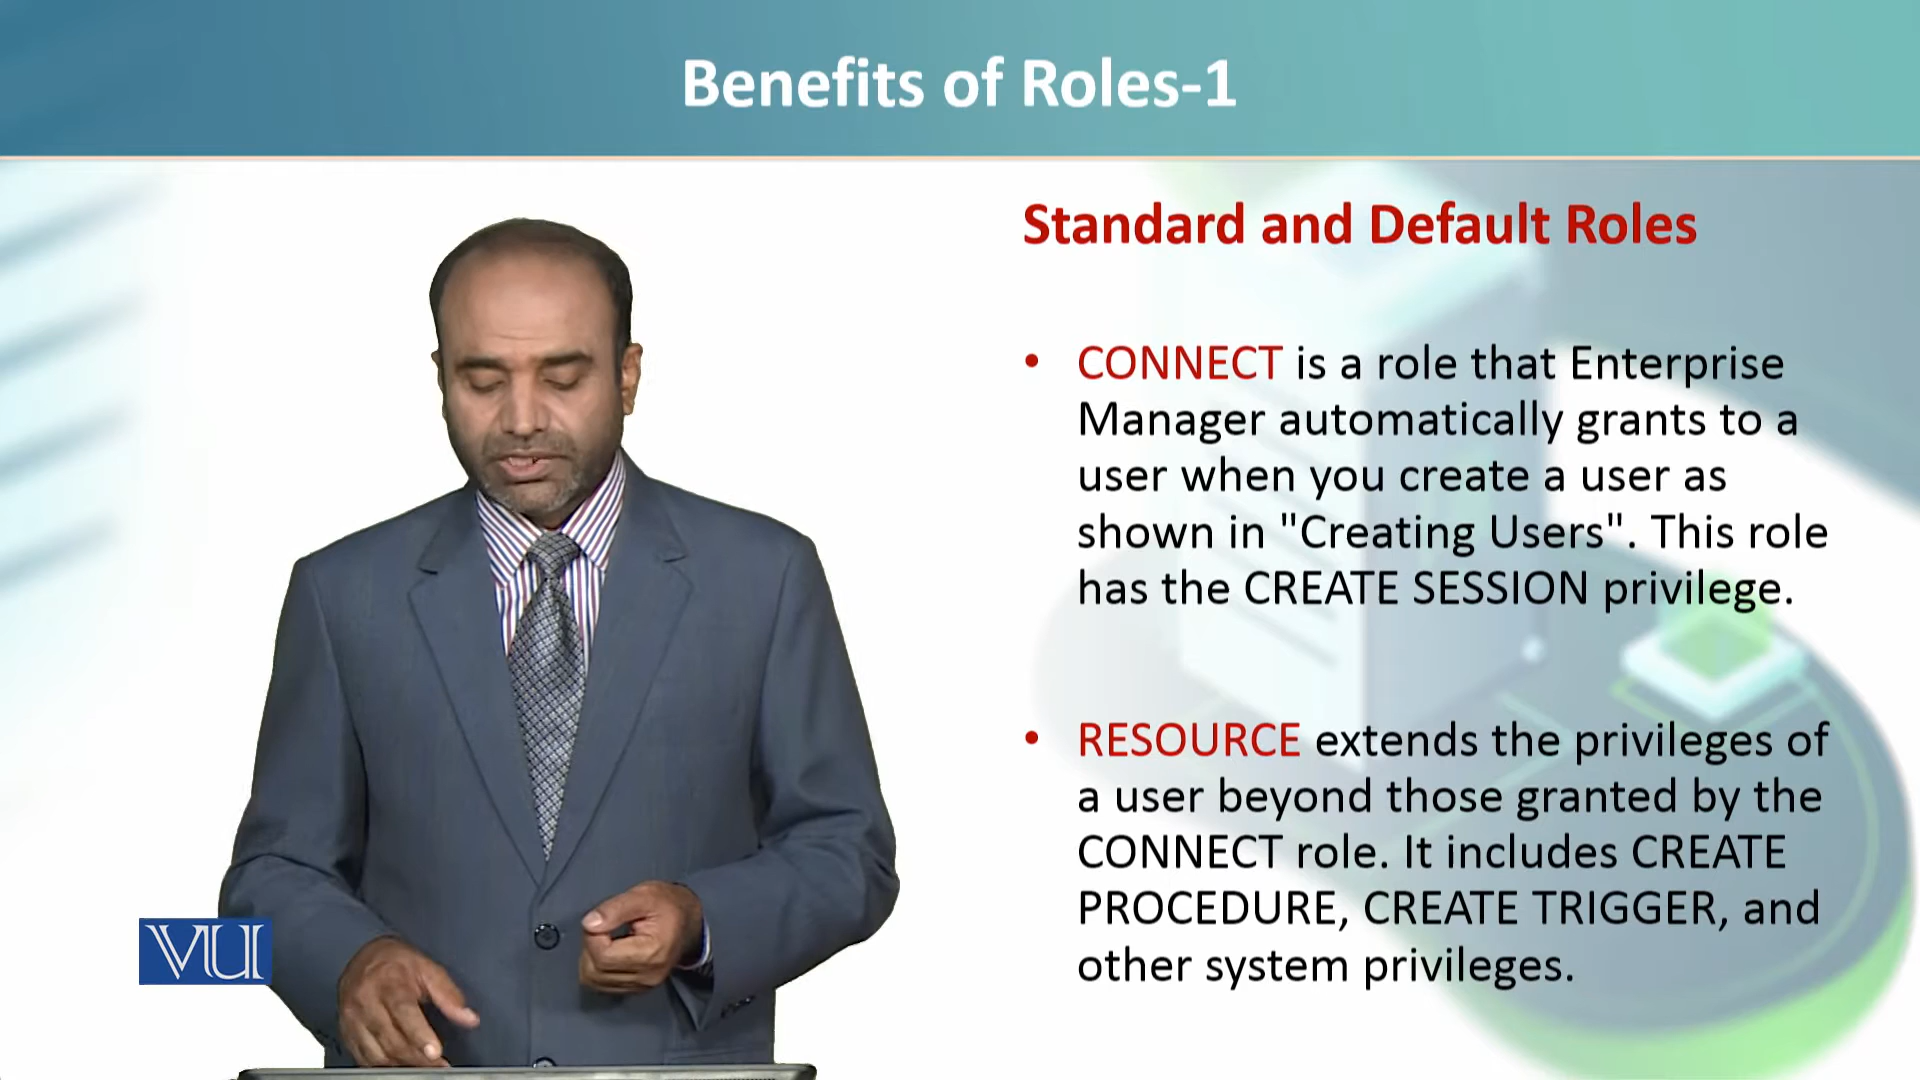 Benefits of Roles-1
Standard and Default Roles
• CONNECT is a role that Enterprise
Manager automatically grants to a
user when you create a user as
shown in "Creating Users". This role
has the CREATE SESSION privilege.
• RESOURCE extends the privileges of
a user beyond those granted by the
CONNECT role. It includes CREATE
PROCEDURE, CREATE TRIGGER, and
other system privileges.
VU